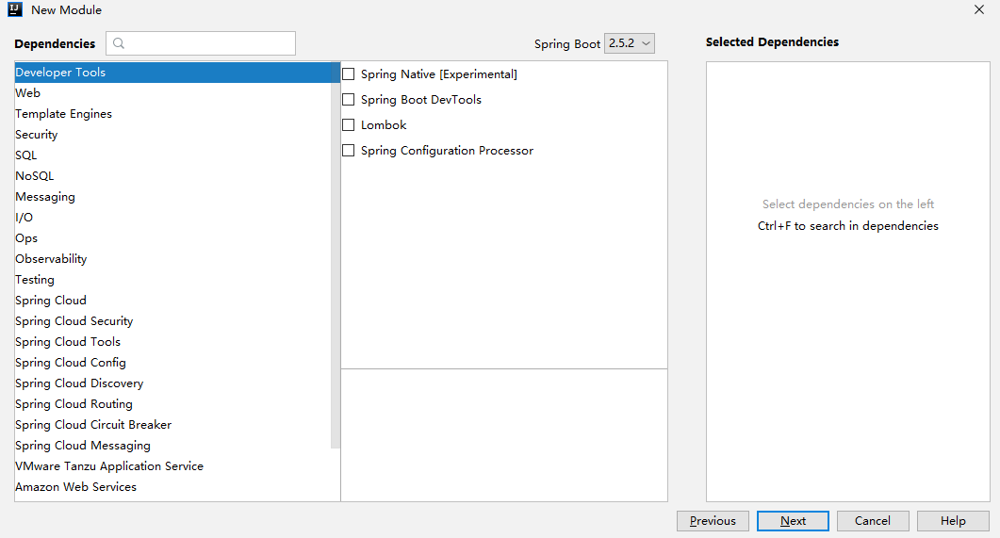 New Module
Dependencies
Spring Boot 2.5.2
Selected Dependencies
Developer Tools
Web
Template Engines
Security
SQL
NoSQL
Messaging
I/O
Ops
Observability
Testing
Spring Cloud
Spring Cloud Security
Spring Cloud Tools
Spring Cloud Config
Spring Cloud Discovery
Spring Cloud Routing
Spring Cloud Circuit Breaker
Spring Cloud Messaging
VMware Tanzu Application Service
Amazon Web Services
Spring Native [Experimental]
Spring Boot DevTools
Lombok
Spring Configuration Processor
Select dependencies on the left
Ctrl+F to search in dependencies
Previous
Next
Cancel
Help